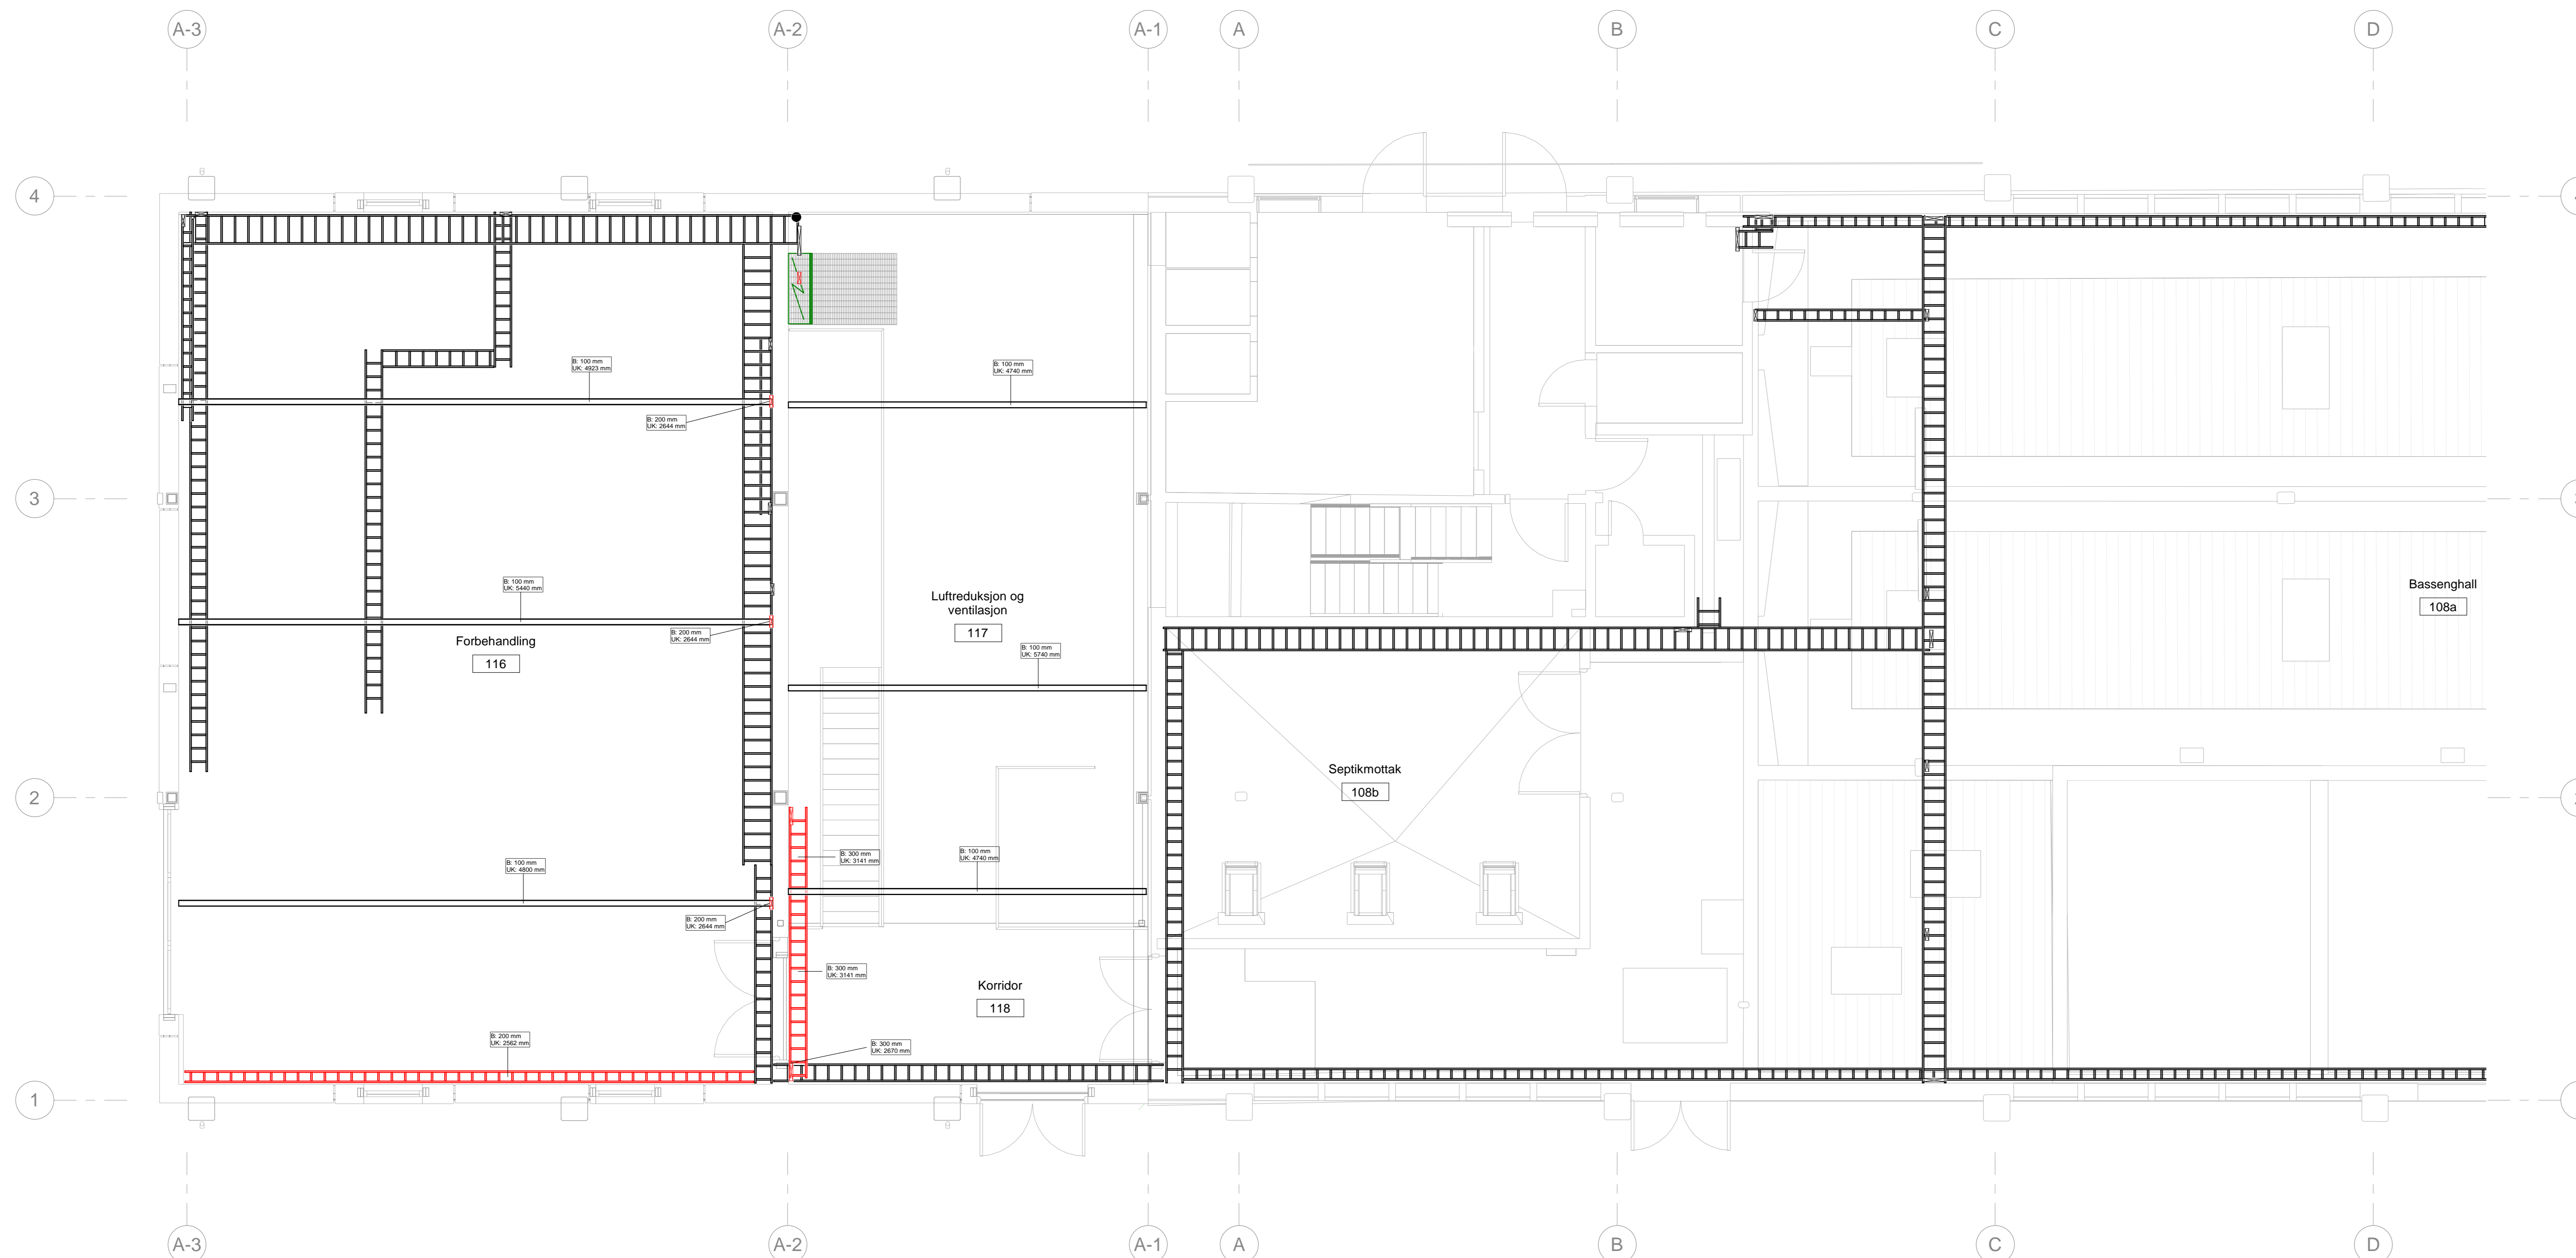 A-3
A-2
A-1
A
B
C
D
4
B: 100 mm
UK: 4923 mm
B: 100 mm
UK: 4740 mm
B: 200 mm
UK: 2644 mm
3
B: 100 mm
UK: 5440 mm
Luftreduksjon og
ventilasjon
117
Bassenghall
108a
B: 200 mm
UK: 2644 mm
Forbehandling
116
B: 100 mm
UK: 5740 mm
Septikmottak
108b
2
B: 300 mm
UK: 3141 mm
B: 100 mm
UK: 4740 mm
B: 100 mm
UK: 4800 mm
B: 200 mm
UK: 2644 mm
B: 300 mm
UK: 3141 mm
Korridor
118
B: 200 mm
UK: 2562 mm
B: 300 mm
UK: 2670 mm
1
A-3
A-2
A-1
A
B
C
D